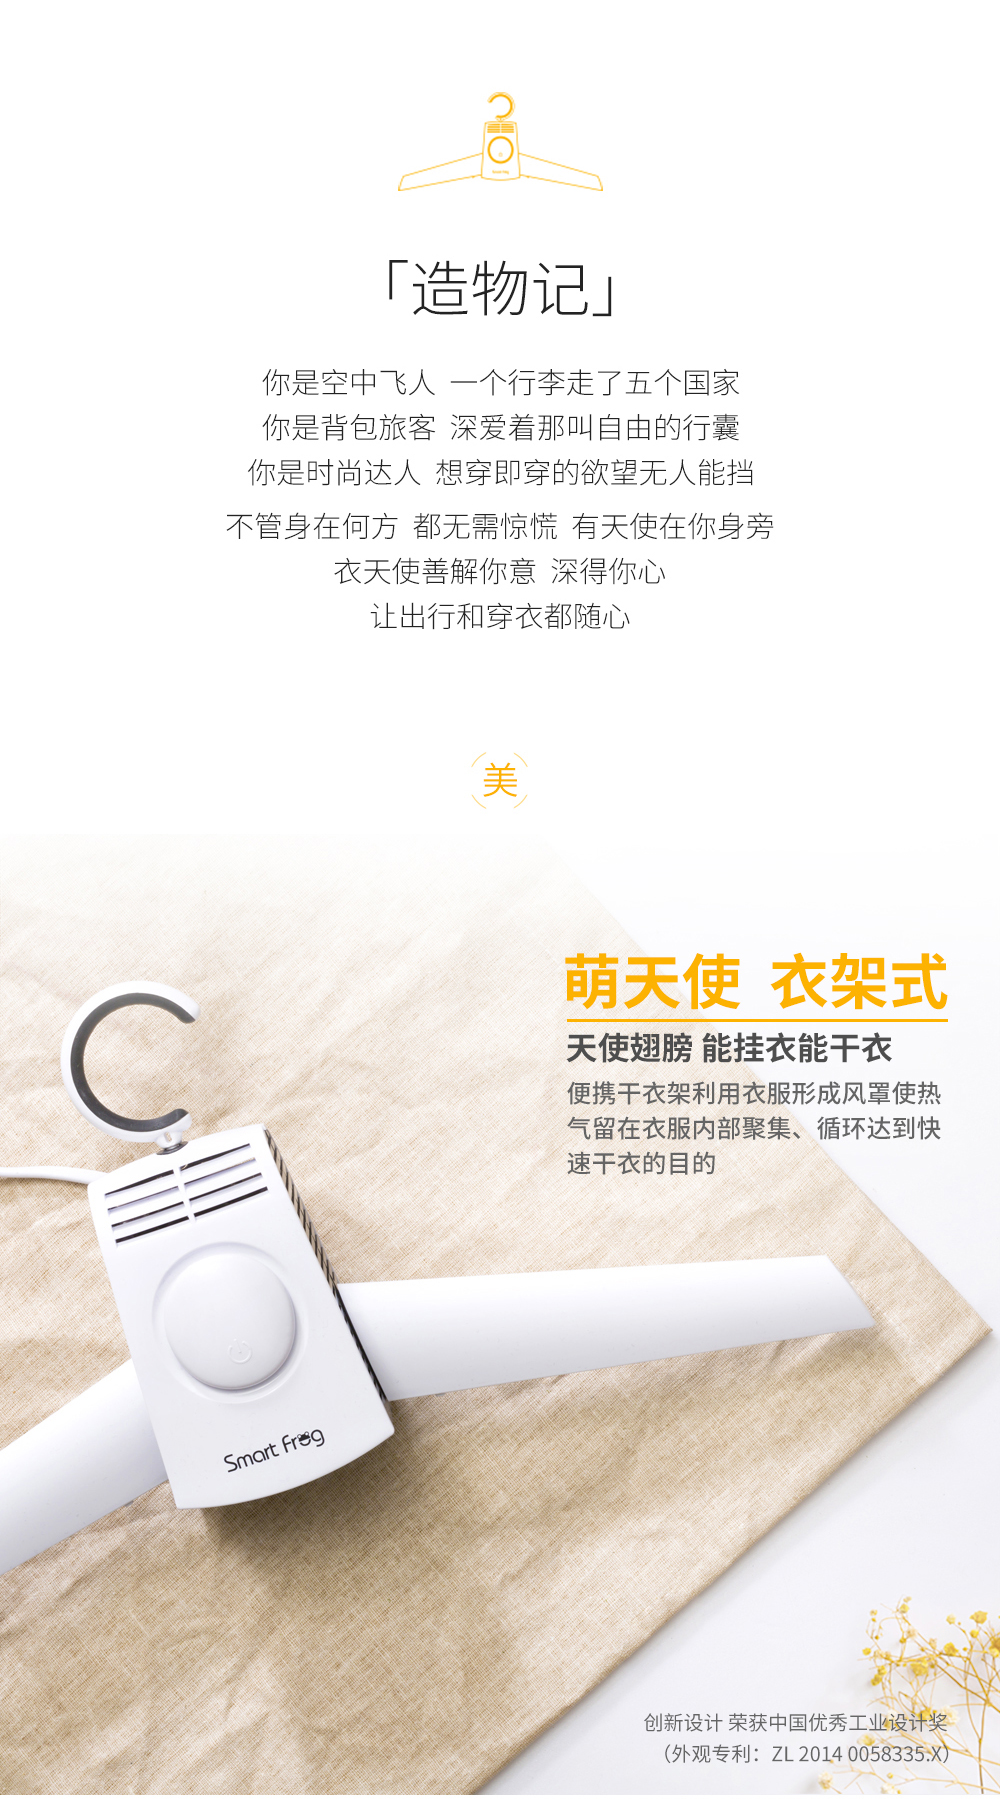 「造物记」
你是空中飞人 一个行李走了五个国家
你是背包旅客 深爱着那叫自由的行囊
你是时尚达人 想穿即穿的欲望无人能挡
不管身在何方 都无需惊慌 有天使在你身旁
衣天使善解你意 深得你心
让出行和穿衣都随心
美
萌天使 衣架式
天使翅膀 能挂衣能干衣
便携干衣架利用衣服形成风罩使热
气留在衣服内部聚集、循环达到快
速干衣的目的
Smart frog
创新设计 荣获中国优秀工业设计奖
（外观专利：ZL 2014 0058335.X）